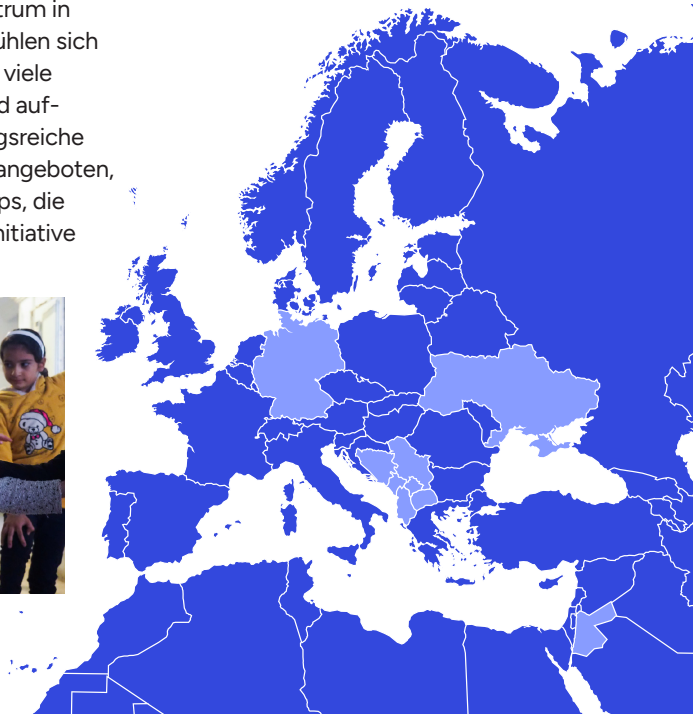 trum in
ühlen sich
viele
d auf-
gsreiche
angeboten,
ps, die
nitiative